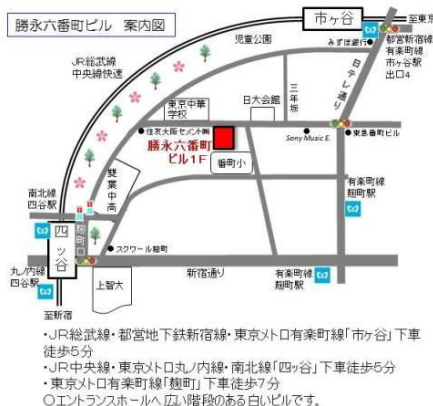 勝永六番町ビル 案内図
市ヶ谷
至東京
みずほ銀行
都営新宿線
有楽町線
市ヶ谷駅
出口4
児童公園
JR総武線
中央線快速
日テレ通り
三年坂
東京中華
学校
日大会館
住友大阪セメント㈱
Sony Music E.
東急番町ビル
勝永六番町
ビル1F
番町小
雙葉中高
南北線
四谷駅
有楽町線
麹町駅
四ッ谷
麹町
スクワール麹町
丸ノ内線
四谷駅
新宿通り
有楽町線
麹町駅
上智大
至新宿
・JR総武線・都営地下鉄新宿線・東京メトロ有楽町線「市ヶ谷」下車
徒歩5分
・JR中央線・東京メトロ丸ノ内線・南北線「四ッ谷」下車徒歩5分
・東京メトロ有楽町線「麹町」下車徒歩7分
○エントランスホールへ広い階段のある白いビルです。